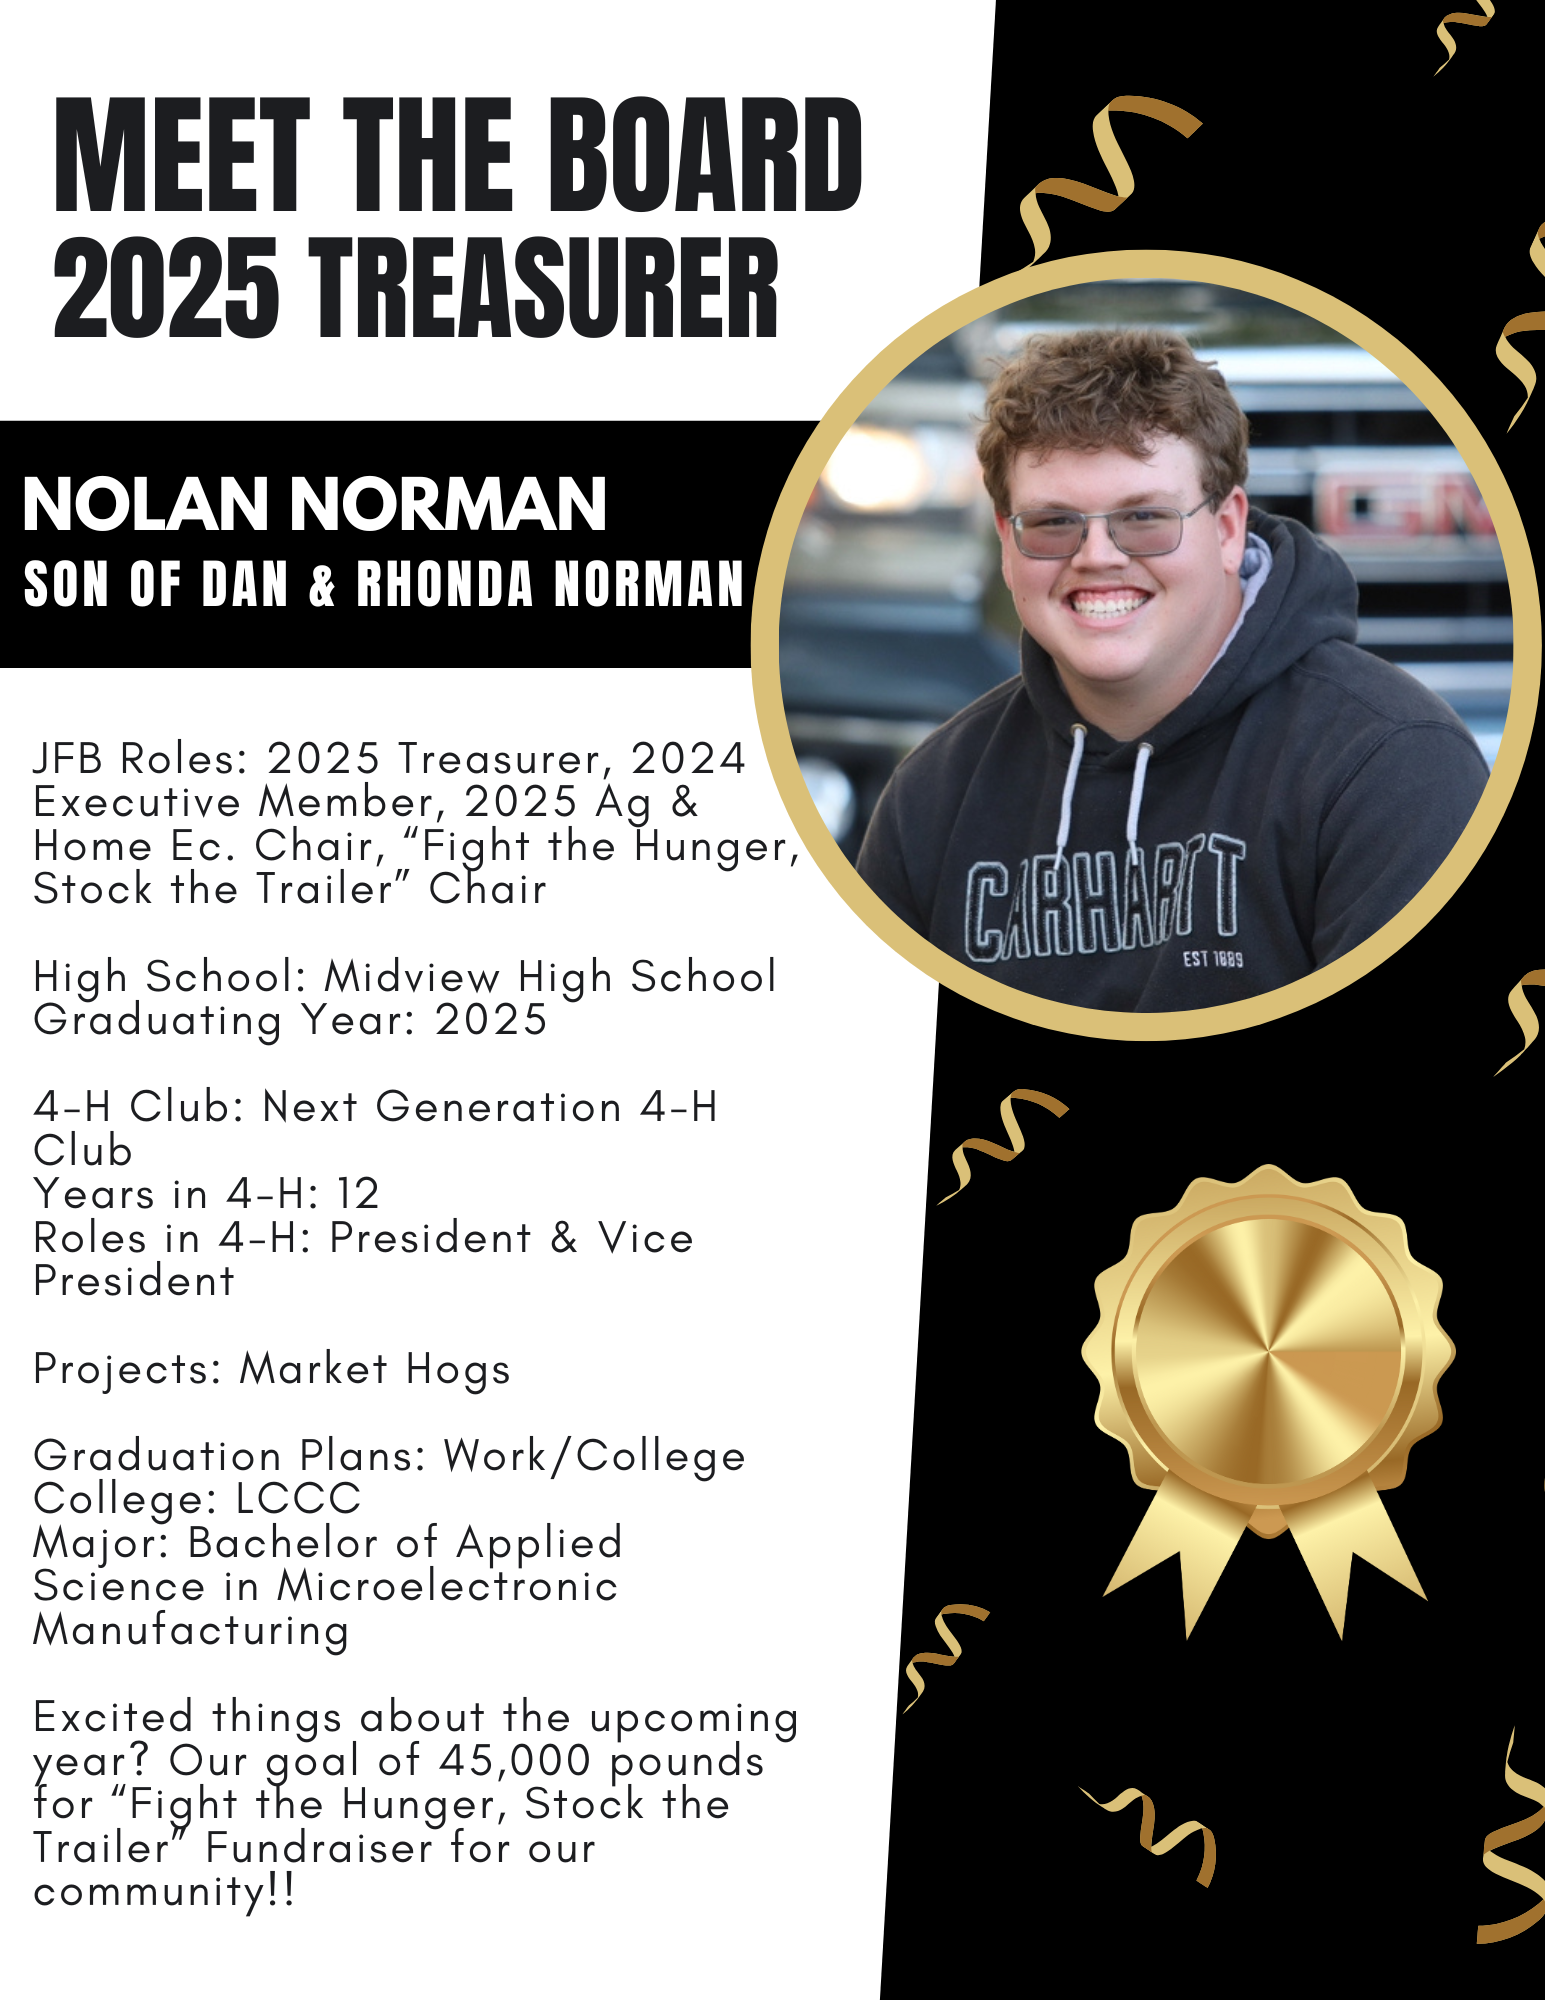 MEET THE BOARD
2025 TREASURER
NOLAN NORMAN
SON OF DAN & RHONDA NORMAN
GM
CARHARTT
EST 1889
JFB Roles: 2025 Treasurer, 2024
Executive Member, 2025 Ag &
Home Ec. Chair, “Fight the Hunger,
Stock the Trailer” Chair
High School: Midview High School
Graduating Year: 2025
4-H Club: Next Generation 4-H
Club
Years in 4-H: 12
Roles in 4-H: President & Vice
President
Projects: Market Hogs
Graduation Plans: Work/College
College: LCCC
Major: Bachelor of Applied
Science in Microelectronic
Manufacturing
Excited things about the upcoming
year? Our goal of 45,000 pounds
for “Fight the Hunger, Stock the
Trailer” Fundraiser for our
community!!